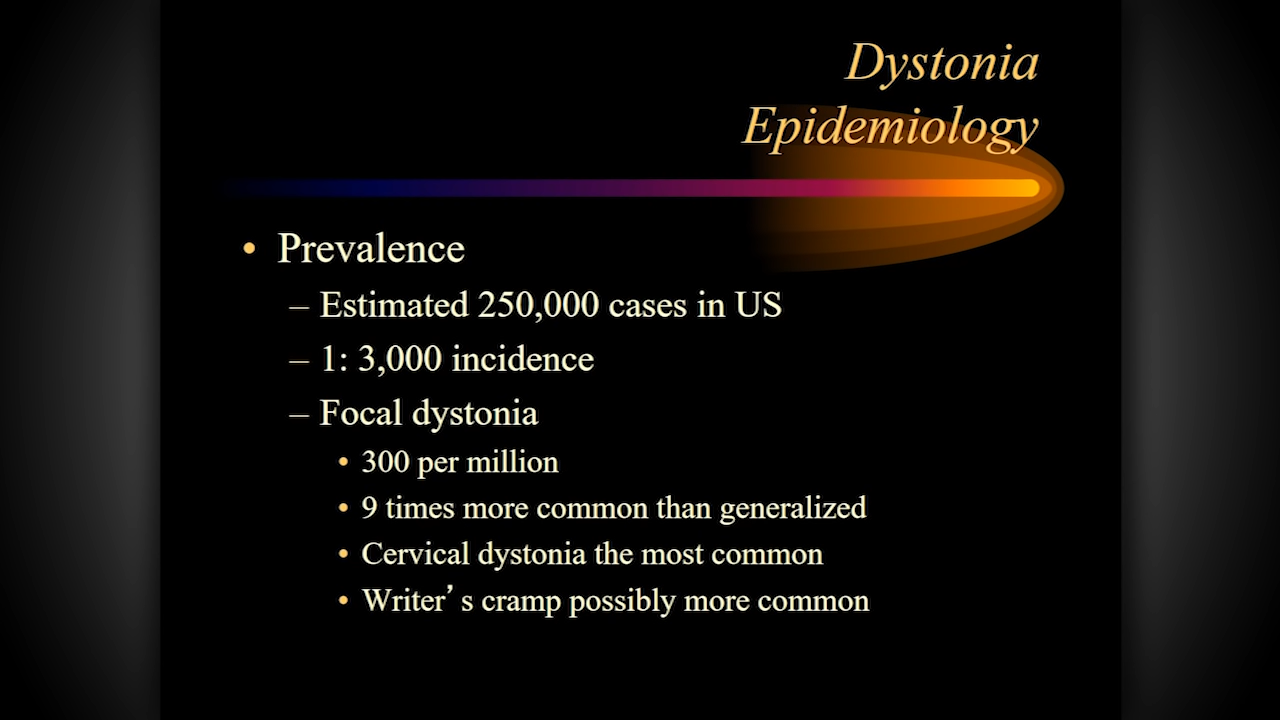 Dystonia
Epidemiology
• Prevalence
– Estimated 250,000 cases in US
– 1: 3,000 incidence
– Focal dystonia
• 300 per million
• 9 times more common than generalized
• Cervical dystonia the most common
• Writer’s cramp possibly more common